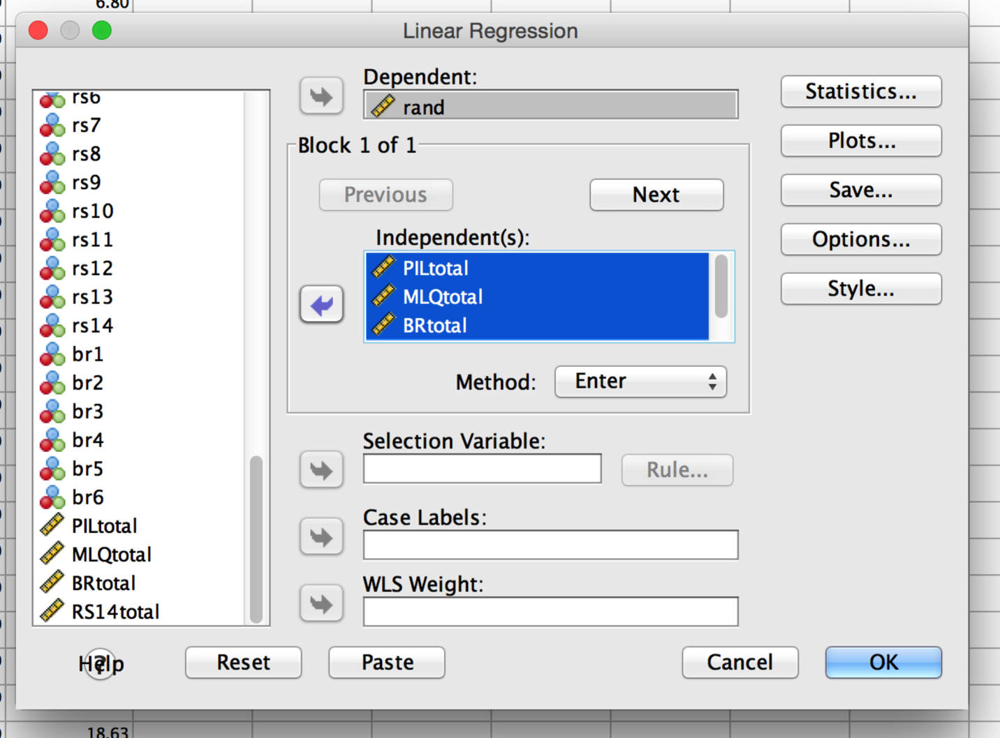 6.80
Linear Regression
rs6
rs7
rs8
rs9
rs10
rs11
rs12
rs13
rs14
br1
br2
br3
br4
br5
br6
PILtotal
MLQtotal
BRtotal
RS14total
Dependent:
rand
Block 1 of 1
Previous
Next
Independent(s):
PILtotal
MLQtotal
BRtotal
Method:
Enter
Selection Variable:
Rule...
Case Labels:
WLS Weight:
Statistics...
Plots...
Save...
Options...
Style...
Help
?
Reset
Paste
Cancel
OK
18.63